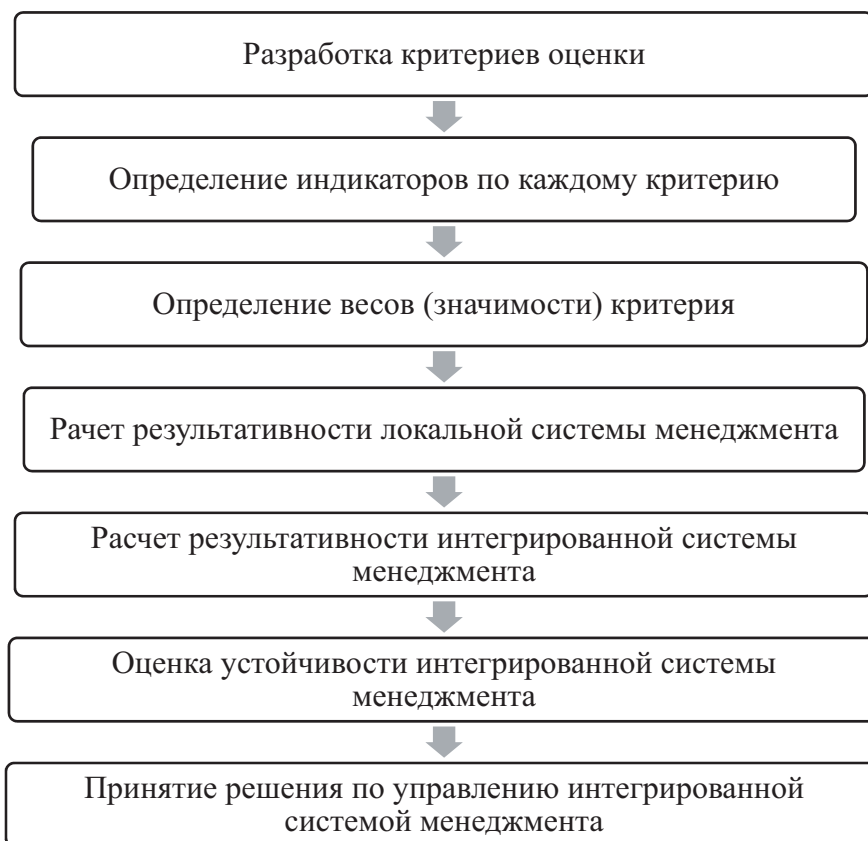 Разработка критериев оценки
Определение индикаторов по каждому критерию
Определение весов (значимости) критерия
Рачет результативности локальной системы менеджмента
Расчет результативности интегрированной системы
менеджмента
Оценка устойчивости интегрированной системы
менеджмента
Принятие решения по управлению интегрированной
системой менеджмента